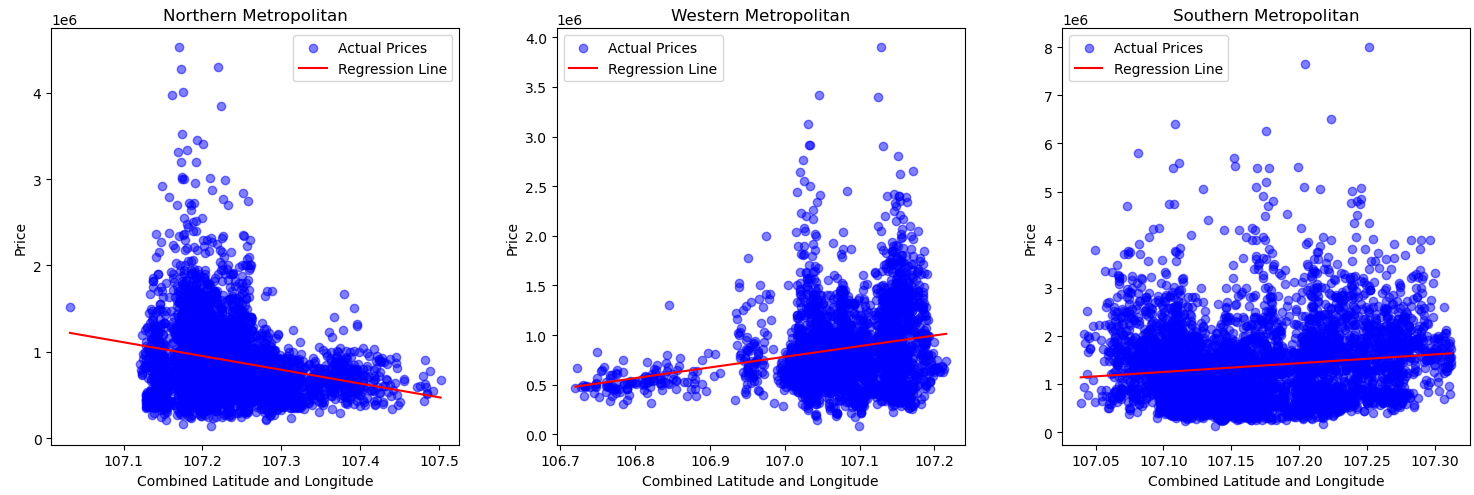 Northern Metropolitan
1e6
Actual Prices
Regression Line
4
3
2
1
0
Price
107.1 107.2 107.3 107.4 107.5
Combined Latitude and Longitude
Western Metropolitan
1e6
Actual Prices
Regression Line
4.0
3.5
3.0
2.5
2.0
1.5
1.0
0.5
0.0
Price
106.7 106.8 106.9 107.0 107.1 107.2
Combined Latitude and Longitude
Southern Metropolitan
1e6
Actual Prices
Regression Line
8
7
6
5
4
3
2
1
0
Price
107.05 107.10 107.15 107.20 107.25 107.30
Combined Latitude and Longitude